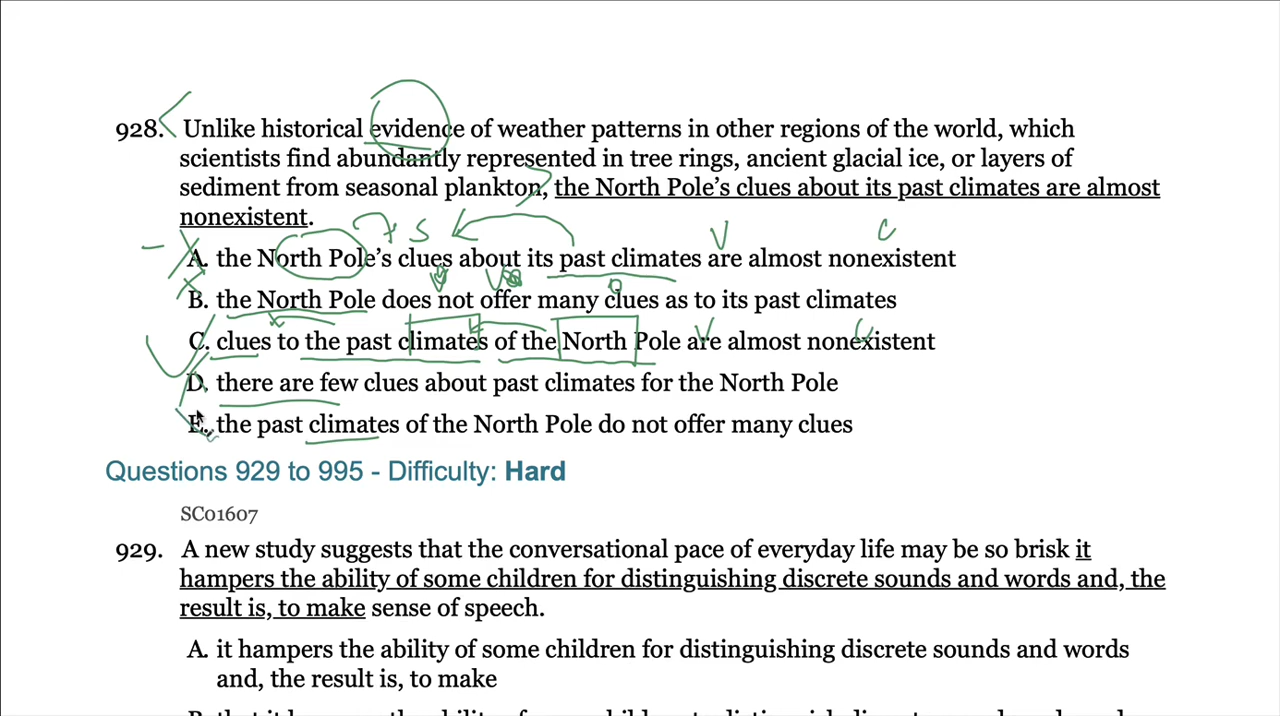 928. Unlike historical evidence of weather patterns in other regions of the world, which
scientists find abundantly represented in tree rings, ancient glacial ice, or layers of
sediment from seasonal plankton, the North Pole's clues about its past climates are almost
nonexistent.
+ S V C
A. the North Pole's clues about its past climates are almost nonexistent
B. the North Pole does not offer many clues as to its past climates
C. clues to the past climates of the North Pole are almost nonexistent
D. there are few clues about past climates for the North Pole
E. the past climates of the North Pole do not offer many clues
Questions 929 to 995 - Difficulty: Hard
SC01607
929. A new study suggests that the conversational pace of everyday life may be so brisk it
hampers the ability of some children for distinguishing discrete sounds and words and, the
result is, to make sense of speech.
A. it hampers the ability of some children for distinguishing discrete sounds and words
and, the result is, to make